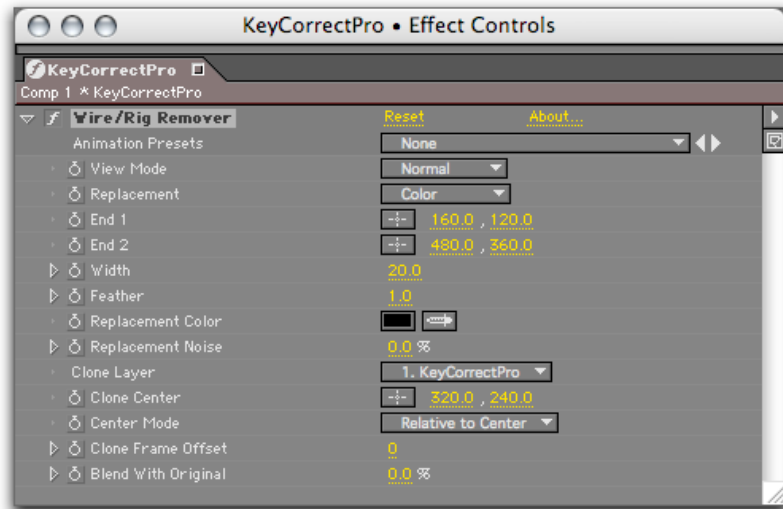 KeyCorrectPro • Effect Controls
KeyCorrectPro
Comp 1 * KeyCorrectPro
Wire/Rig Remover Reset About...
Animation Presets None
View Mode Normal
Replacement Color
End 1 160.0 , 120.0
End 2 480.0 , 360.0
Width 20.0
Feather 1.0
Replacement Color
Replacement Noise 0.0 %
Clone Layer 1. KeyCorrectPro
Clone Center 320.0 , 240.0
Center Mode Relative to Center
Clone Frame Offset 0
Blend With Original 0.0 %